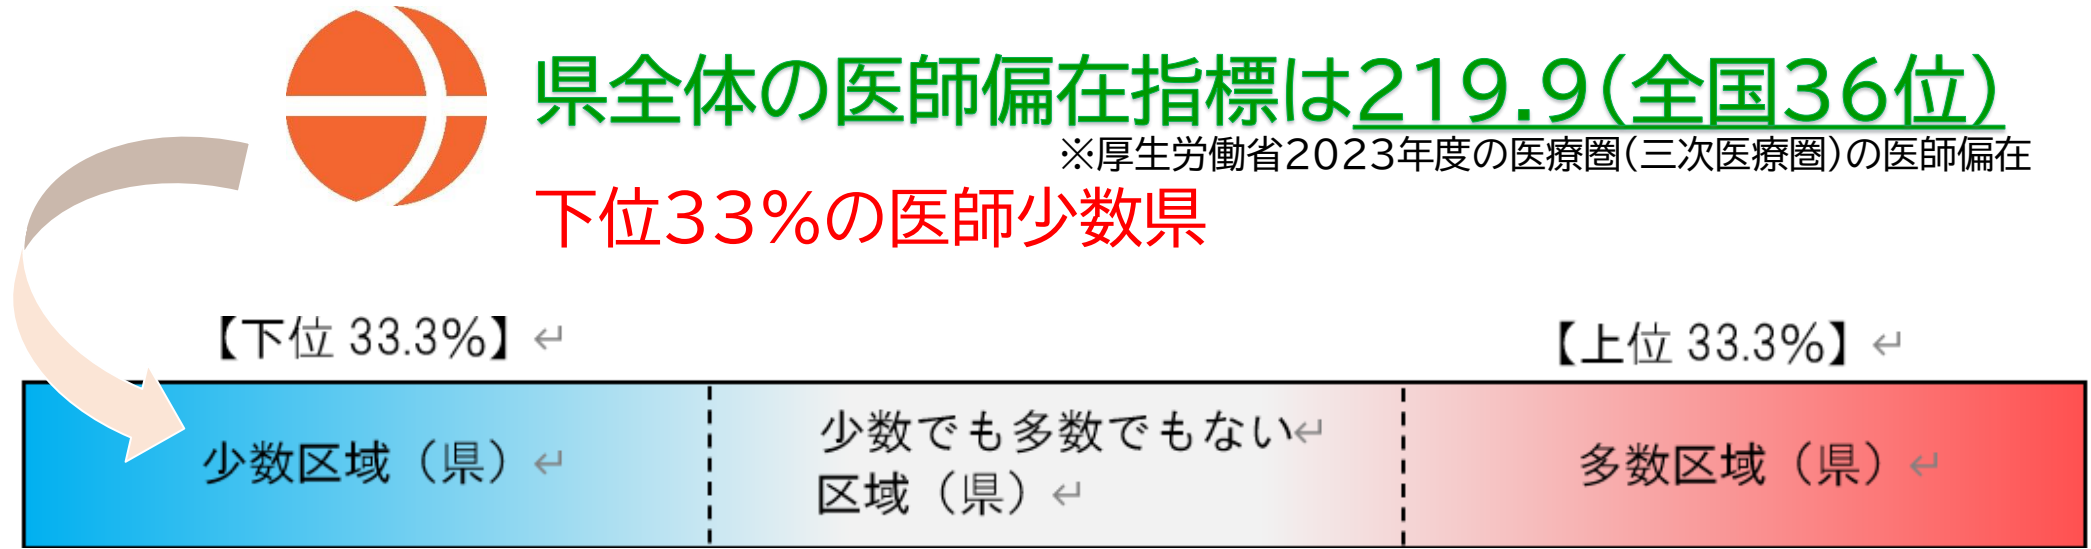 県全体の医師偏在指標は219.9(全国36位)
※厚生労働省2023年度の医療圏(三次医療圏)の医師偏在
下位33%の医師少数県
【下位 33.3%】↵
【上位 33.3%】↵
少数区域（県）↵
少数でも多数でもない↵
区域（県）↵
多数区域（県）↵